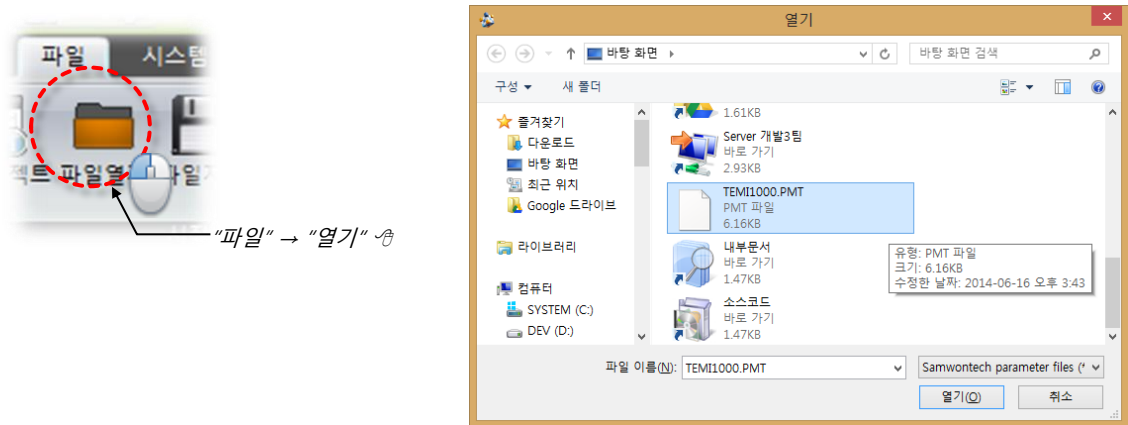 파일 시스템
파일열
"파일" → "열기"
열기
바탕 화면
바탕 화면 검색
구성 새 폴더
즐겨찾기
다운로드
바탕 화면
최근 위치
Google 드라이브
라이브러리
컴퓨터
SYSTEM (C:)
DEV (D:)
1.61KB
Server 개발3팀
바로 가기
2.93KB
TEMI1000.PMT
PMT 파일
6.16KB
내부문서
바로 가기
1.47KB
소스코드
바로 가기
1.47KB
유형: PMT 파일
크기: 6.16KB
수정한 날짜: 2014-06-16 오후 3:43
파일 이름(N): TEMI1000.PMT
Samwontech parameter files (*
열기(O) 취소